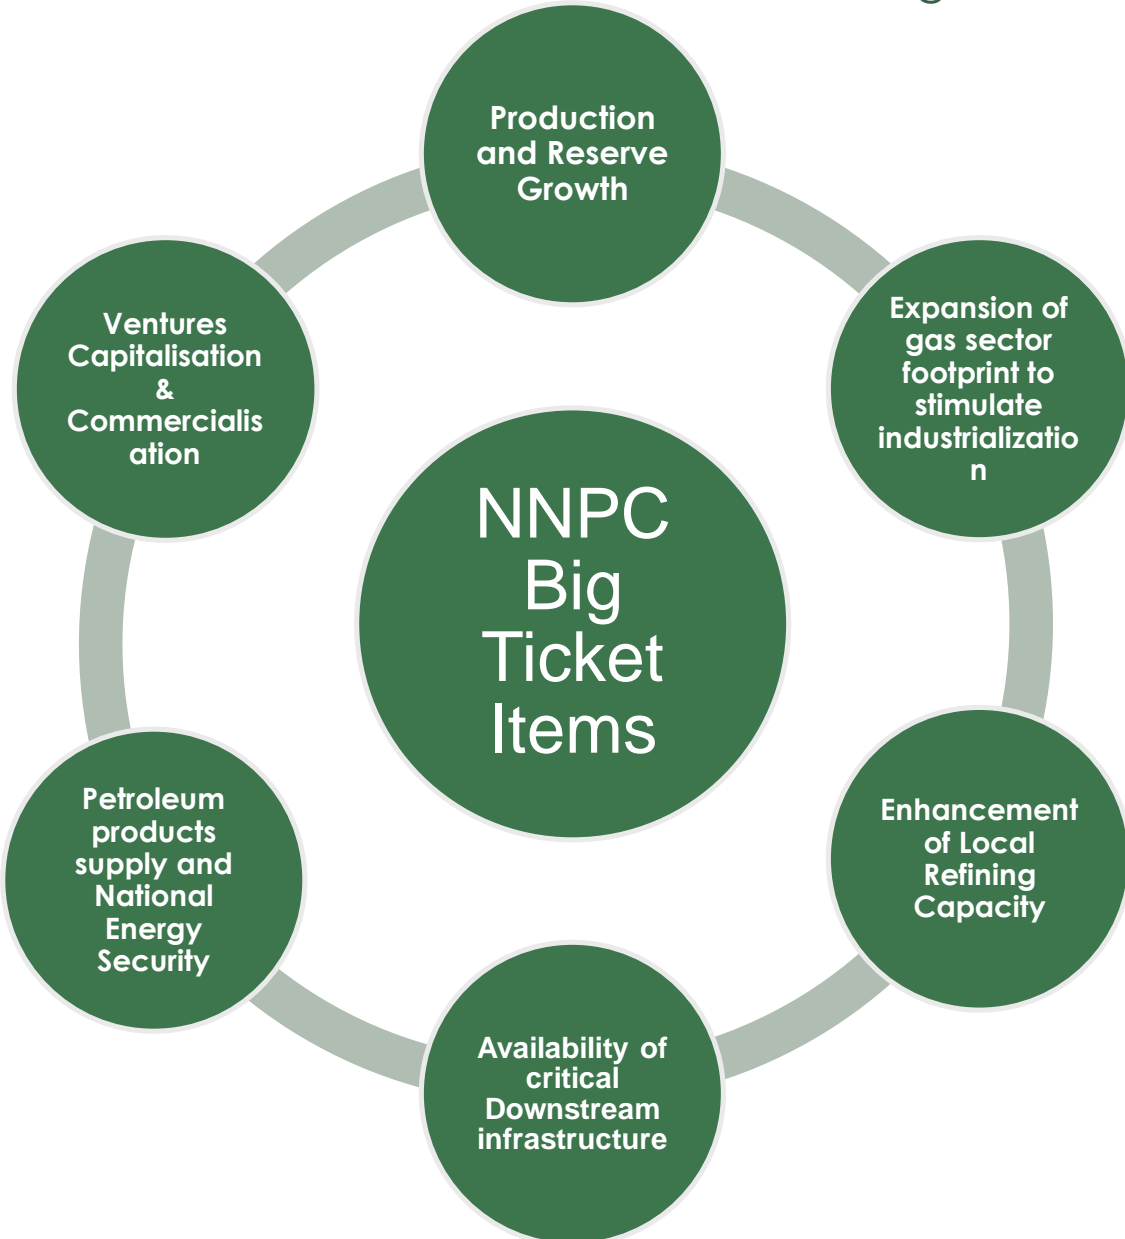 Production
and Reserve
Growth
Expansion of
gas sector
footprint to
stimulate
industrializatio
n
Enhancement
of Local
Refining
Capacity
Availability of
critical
Downstream
infrastructure
Petroleum
products
supply and
National
Energy
Security
Ventures
Capitalisation
&
Commercialis
ation
NNPC
Big
Ticket
Items